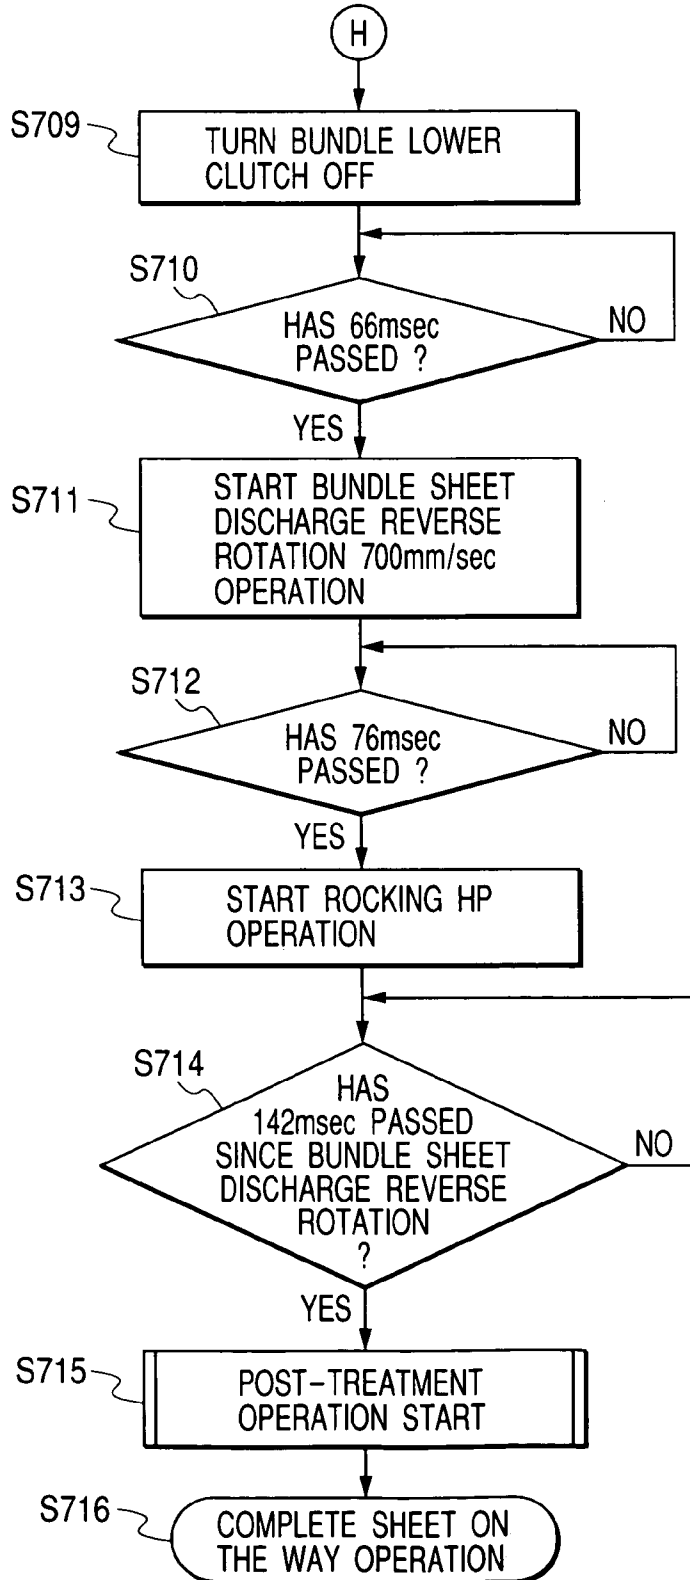 H
S709
TURN BUNDLE LOWER
CLUTCH OFF
S710
HAS 66msec
PASSED ?
NO
YES
S711
START BUNDLE SHEET
DISCHARGE REVERSE
ROTATION 700mm/sec
OPERATION
S712
HAS 76msec
PASSED ?
NO
YES
S713
START ROCKING HP
OPERATION
S714
HAS
142msec PASSED
SINCE BUNDLE SHEET
DISCHARGE REVERSE
ROTATION
?
NO
YES
S715
POST-TREATMENT
OPERATION START
S716
COMPLETE SHEET ON
THE WAY OPERATION